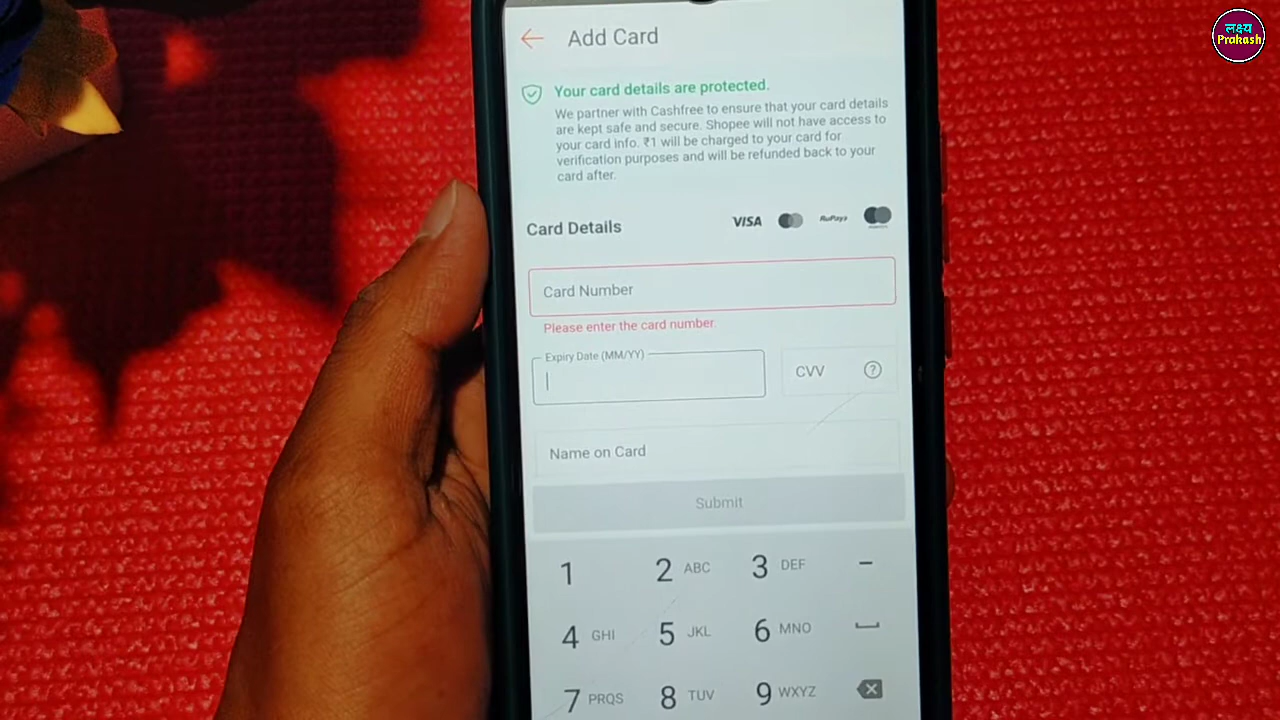 लक्ष्य
Prakash
Add Card
Your card details are protected.
We partner with Cashfree to ensure that your card details
are kept safe and secure. Shopee will not have access to
your card info. ₹1 will be charged to your card for
verification purposes and will be refunded back to your
card after.
Card Details
VISA
RuPay
Card Number
Please enter the card number.
Expiry Date (MM/YY)
CVV ?
Name on Card
Submit
1 2 ABC 3 DEF –
4 GHI 5 JKL 6 MNO
7 PRQS 8 TUV 9 WXYZ